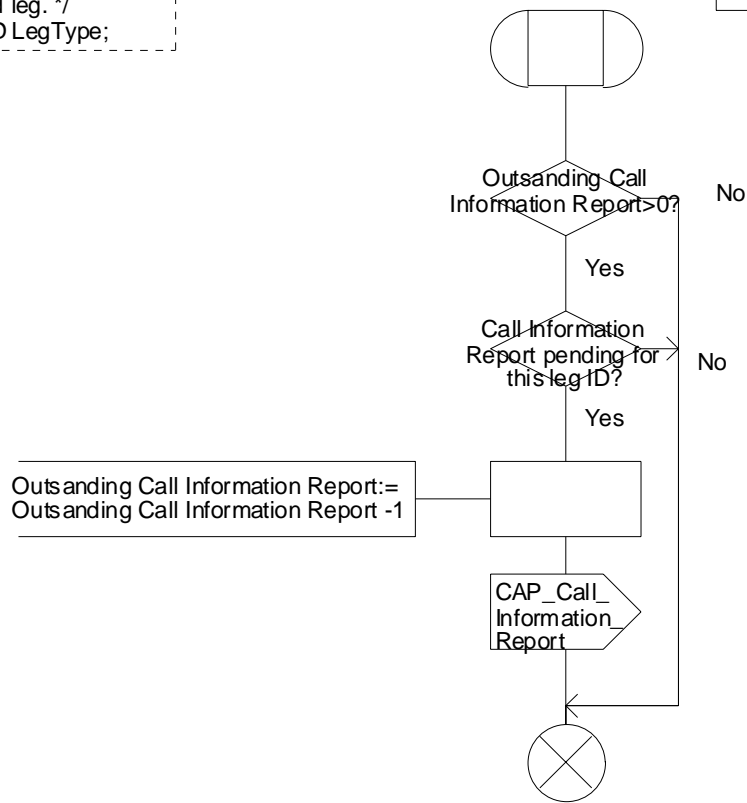 leg. */
LegType;
Outsanding Call
Information Report>0?
No
Yes
Call Information
Report pending for
this leg ID?
No
Yes
Outsanding Call Information Report:=
Outsanding Call Information Report -1
CAP_Call_
Information_
Report